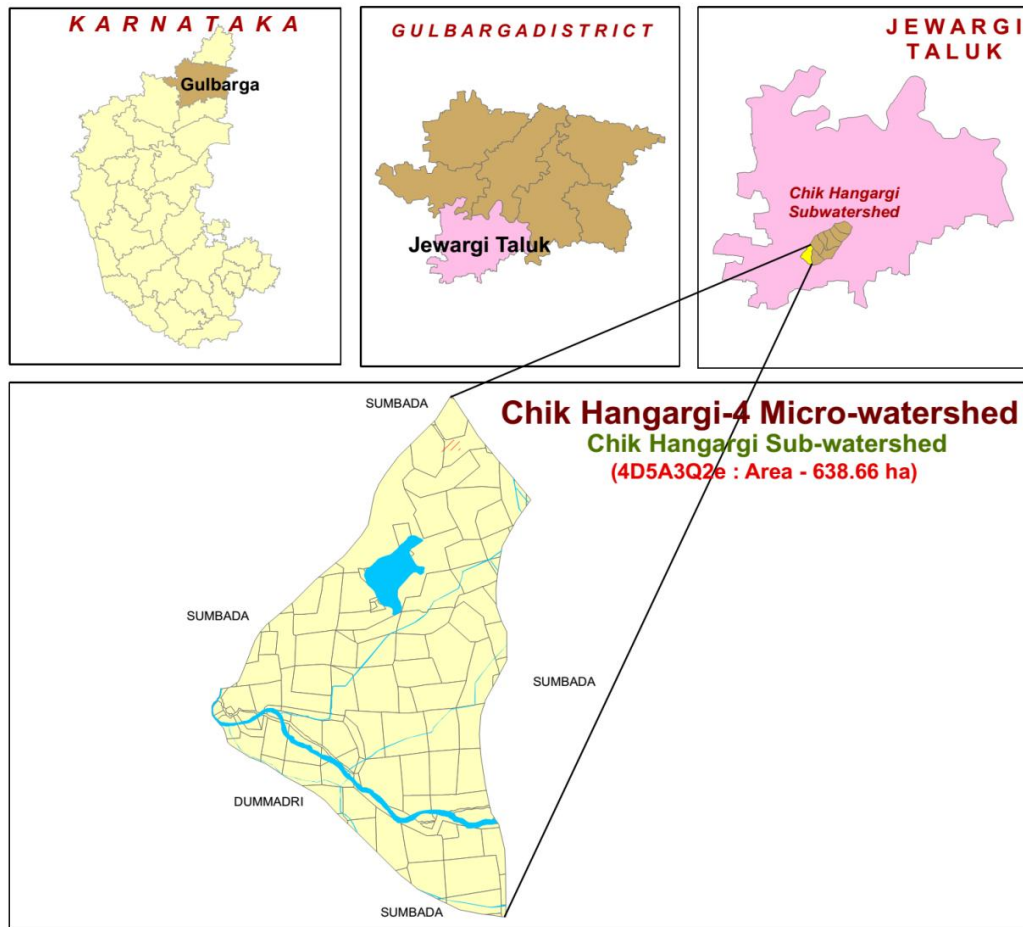 KARNATAKA
Gulbarga
GULBARGADISTRICT
Jewargi Taluk
JEWARGI
TALUK
Chik Hangargi
Subwatershed
Chik Hangargi-4 Micro-watershed
Chik Hangargi Sub-watershed
(4D5A3Q2e : Area - 638.66 ha)
SUMBADA
SUMBADA
SUMBADA
DUMMADRI
SUMBADA